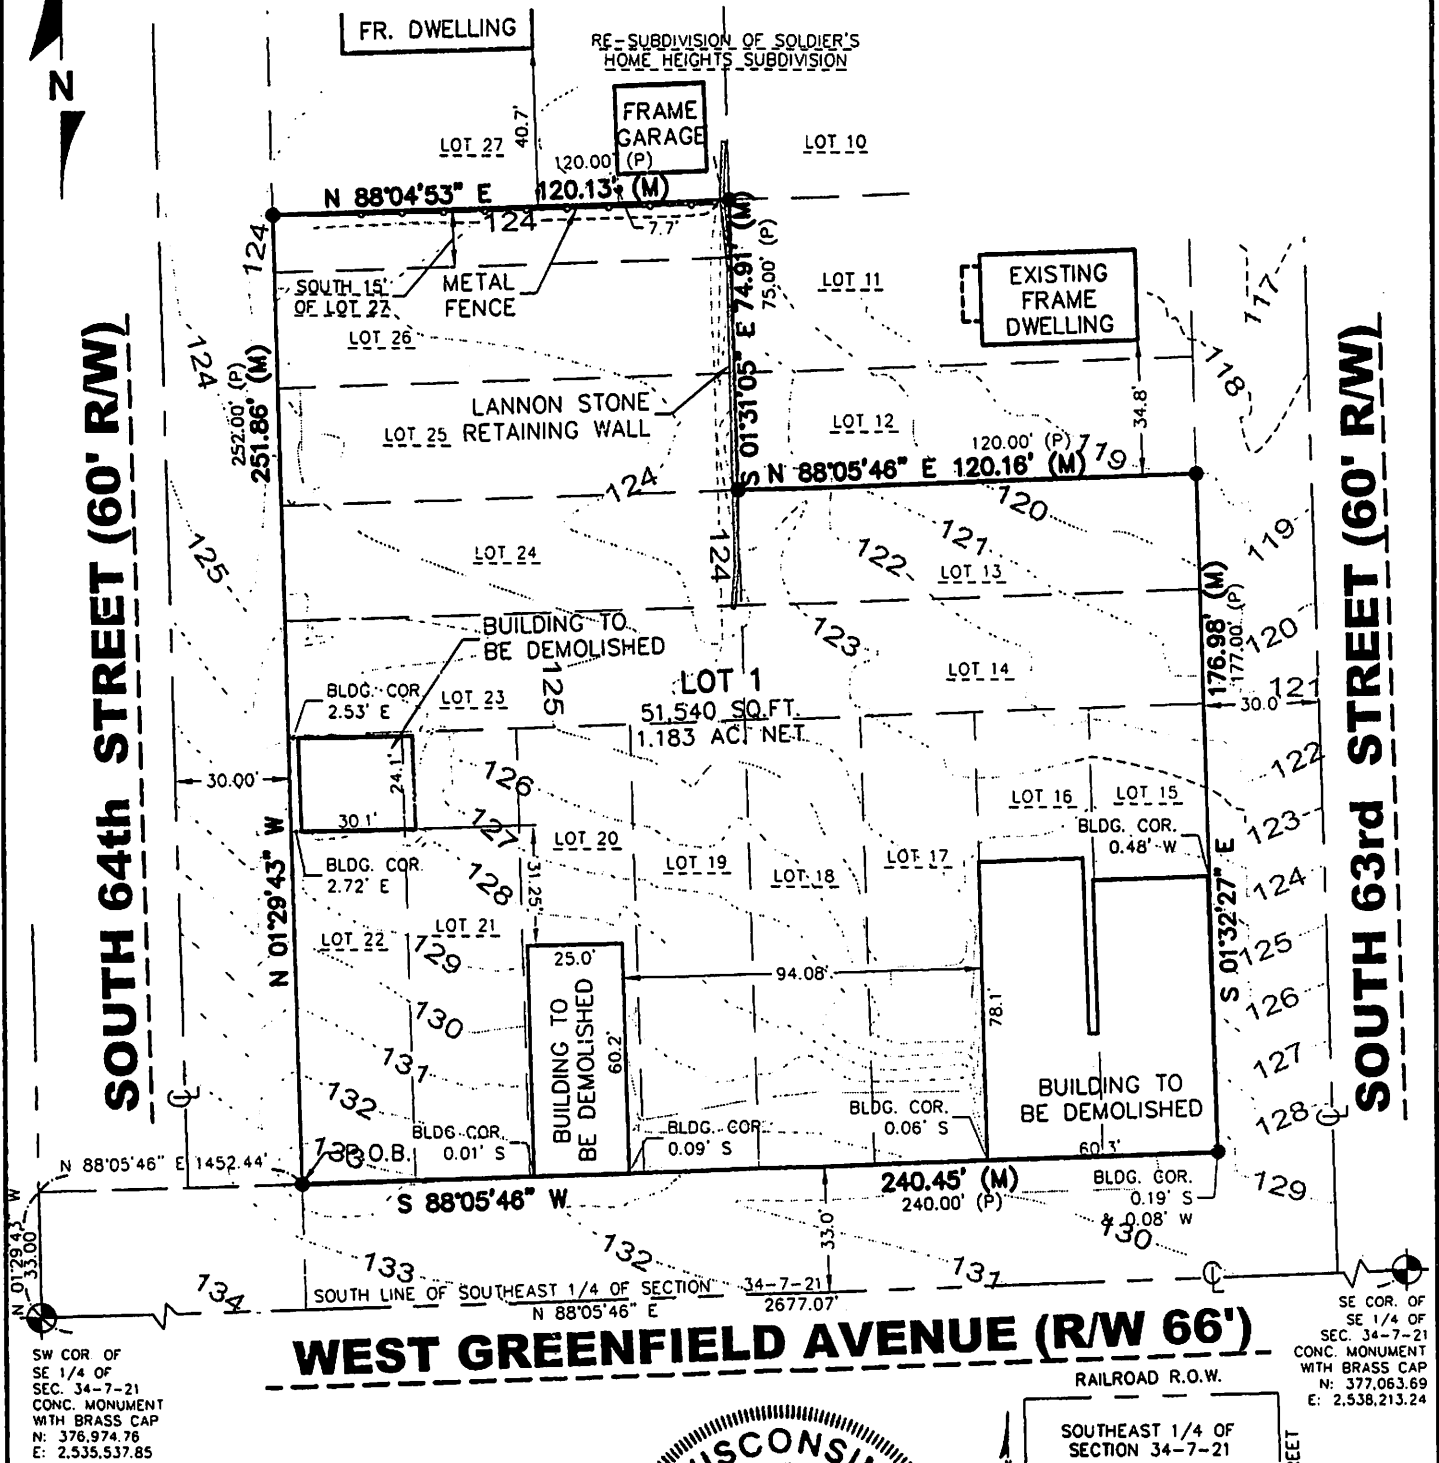 FR. DWELLING
RE-SUBDIVISION OF SOLDIER'S
HOME HEIGHTS SUBDIVISION
N
FRAME
GARAGE
40.7'
LOT 27
LOT 10
120.00' (P)
N 88°04'53" E 120.13' (M)
124
124
7.7'
SOUTH 15'
OF LOT 27
METAL
FENCE
S 01°31'05" E 74.91' (M)
75.00' (P)
LOT 11
EXISTING
FRAME
DWELLING
117
118
LOT 26
124
252.00' (P)
251.86' (M)
LANNON STONE
RETAINING WALL
LOT 25
LOT 12
34.8'
120.00' (P)
119
N 88°05'46" E 120.16' (M)
124
120
121
122
119
125
LOT 24
124
LOT 13
176.98' (M)
177.00' (P)
BUILDING TO
BE DEMOLISHED
123
120
LOT 14
LOT 1
51,540 SQ.FT.
1.183 AC. NET
BLDG. COR.
2.53' E
LOT 23
125
121
30.0'
30.00'
24.1'
30.1'
126
122
LOT 16
LOT 15
127
LOT 20
BLDG. COR.
0.48' W
123
BLDG. COR.
2.72' E
128
31.25'
LOT 19
LOT 18
LOT 17
124
N 01°29'43" W
S 01°32'27" E
LOT 22
LOT 21
129
125
25.0'
94.08'
78.1'
126
130
BUILDING TO
BE DEMOLISHED
60.2'
127
131
BUILDING TO
BE DEMOLISHED
132
128
BLDG. COR.
0.01' S
BLDG. COR.
0.09' S
BLDG. COR.
0.06' S
60.3'
133
P.O.B.
N 88°05'46" E 1452.44'
S 88°05'46" W
240.45' (M)
240.00' (P)
BLDG. COR.
0.19' S
& 0.08' W
129
130
33.0'
N 01°29'43" W
33.00'
132
133
131
134
SOUTH LINE OF SOUTHEAST 1/4 OF SECTION 34-7-21
N 88°05'46" E 2677.07'
SOUTH 64th STREET (60' R/W)
SOUTH 63rd STREET (60' R/W)
WEST GREENFIELD AVENUE (R/W 66')
SW COR OF
SE 1/4 OF
SEC. 34-7-21
CONC. MONUMENT
WITH BRASS CAP
N: 376,974.76
E: 2,535,537.85
SE COR. OF
SE 1/4 OF
SEC. 34-7-21
CONC. MONUMENT
WITH BRASS CAP
N: 377,063.69
E: 2,538,213.24
RAILROAD R.O.W.
SOUTHEAST 1/4 OF
SECTION 34-7-21